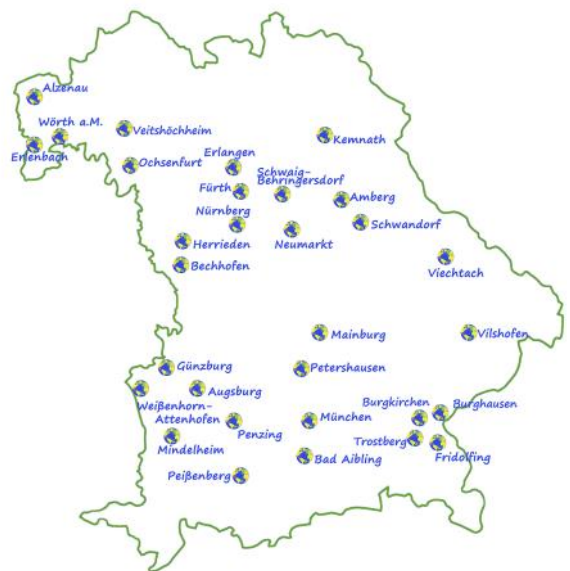 Alzenau
Wörth a.M.
Veitshöchheim
Kemnath
Erlenbach
Ochsenfurt
Erlangen
Schwaig-
Behringersdorf
Fürth
Amberg
Nürnberg
Schwandorf
Herrieden
Neumarkt
Bechhofen
Viechtach
Mainburg
Vilshofen
Günzburg
Petershausen
Augsburg
Weißenhorn-
Attenhofen
Burgkirchen
Burghausen
München
Penzing
Mindelheim
Trostberg
Fridolfing
Bad Aibling
Peißenberg